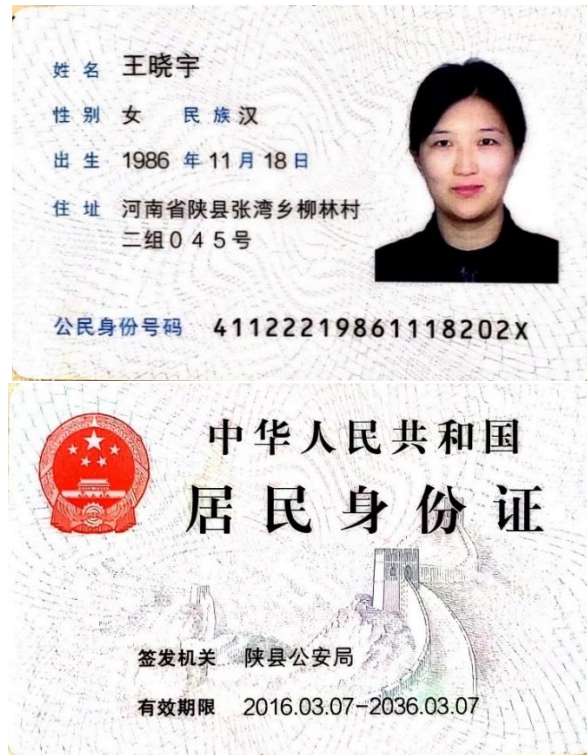 姓名 王晓宇
性别 女 民族 汉
出生 1986 年 11 月 18 日
住址 河南省陕县张湾乡柳林村
二组045号
公民身份号码 41122219861118202X
中华人民共和国
居民身份证
签发机关 陕县公安局
有效期限 2016.03.07-2036.03.07